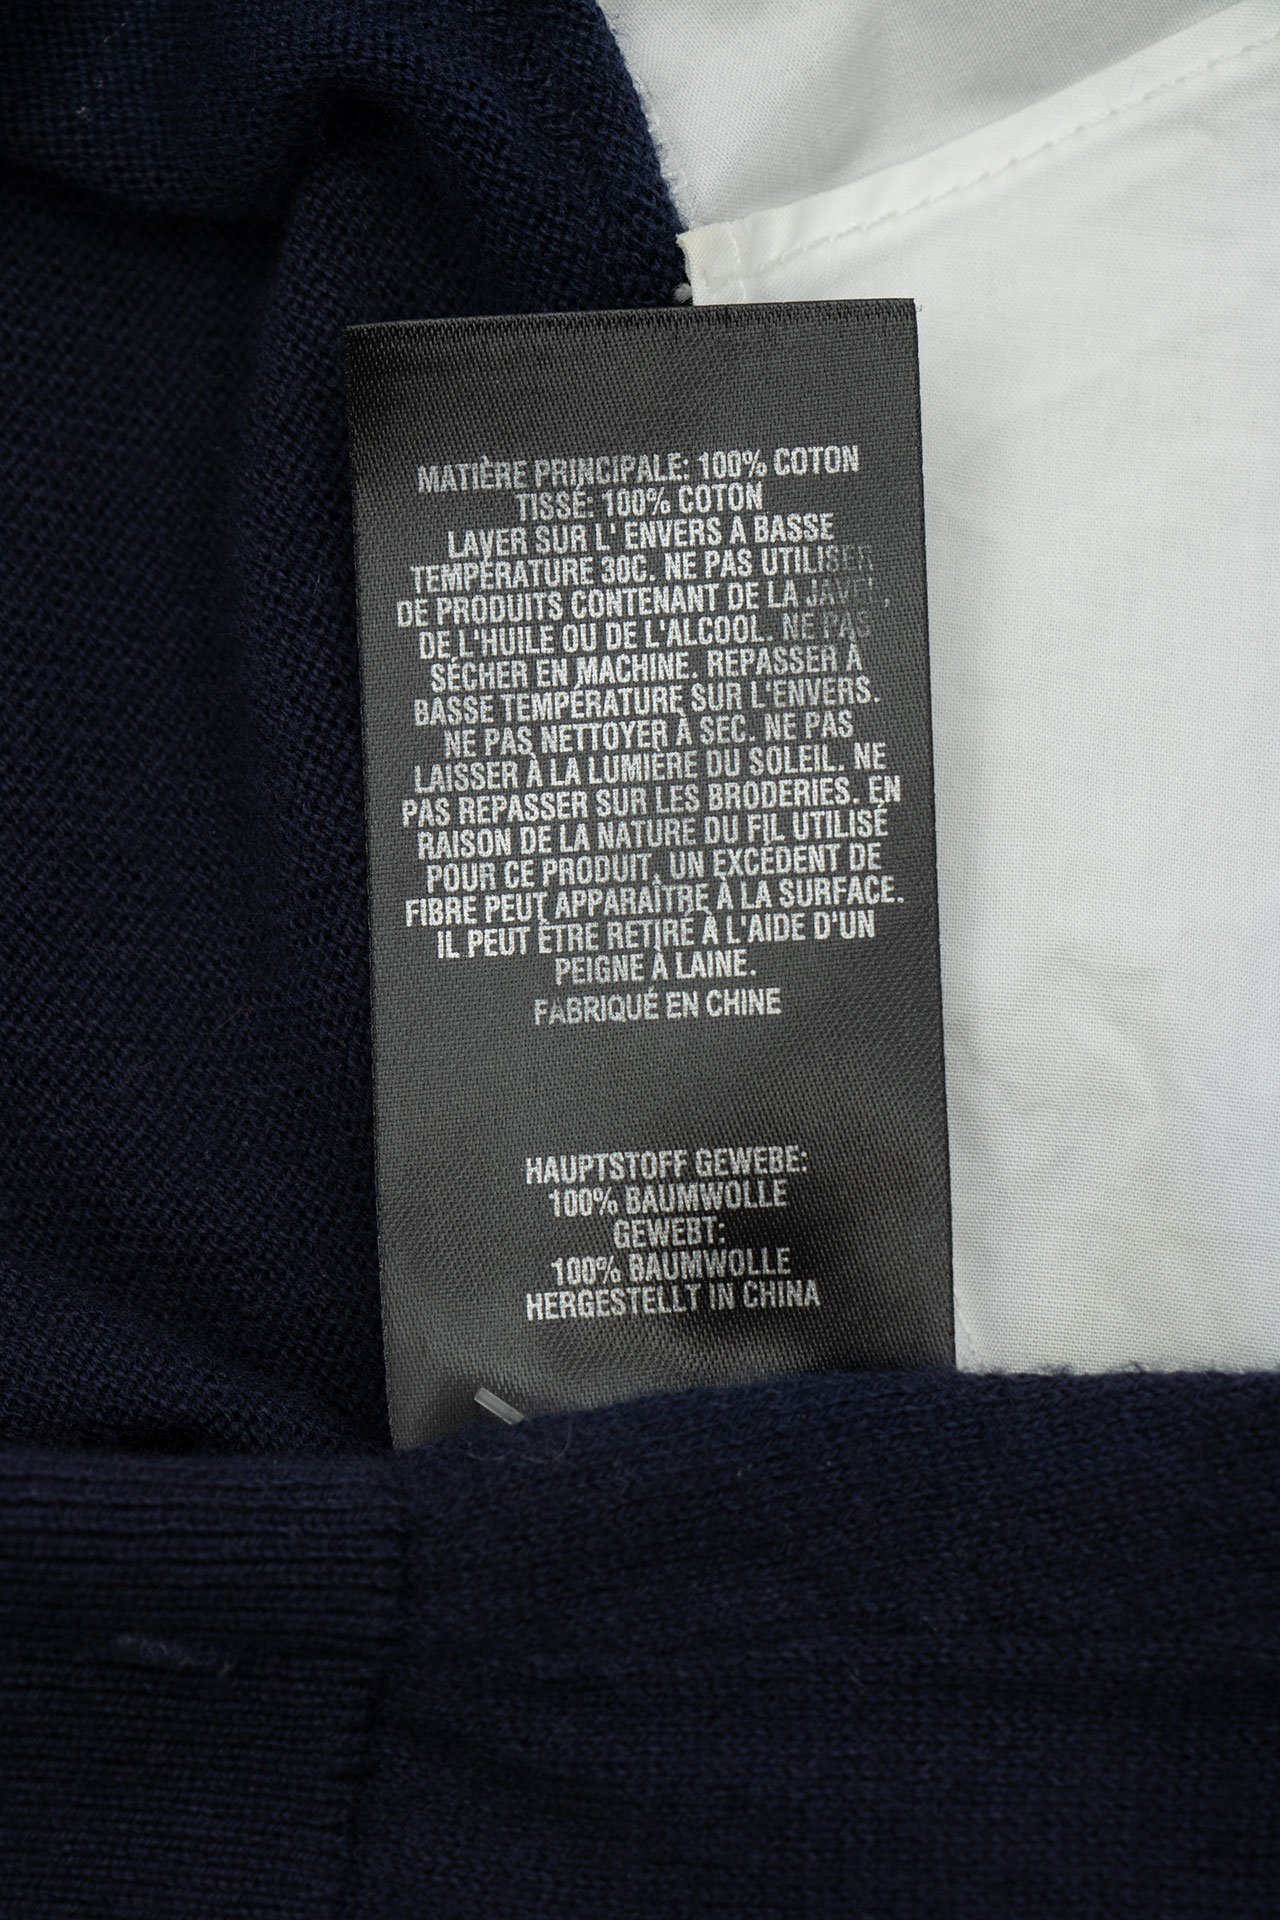 MATIÈRE PRINCIPALE: 100% COTON
TISSÉ: 100% COTON
LAVER SUR L' ENVERS A BASSE
TEMPÉRATURE 30C. NE PAS UTILISER
DE PRODUITS CONTENANT DE LA JAVEL,
DE L'HUILE OU DE L'ALCOOL. NE PAS
SÉCHER EN MACHINE. REPASSER À
BASSE TEMPÉRATURE SUR L'ENVERS.
NE PAS NETTOYER À SEC. NE PAS
LAISSER À LA LUMIÈRE DU SOLEIL. NE
PAS REPASSER SUR LES BRODERIES. EN
RAISON DE LA NATURE DU FIL UTILISÉ
POUR CE PRODUIT, UN EXCÉDENT DE
FIBRE PEUT APPARAÎTRE À LA SURFACE.
IL PEUT ÊTRE RETIRÉ À L'AIDE D'UN
PEIGNE À LAINE.
FABRIQUÉ EN CHINE
HAUPTSTOFF GEWEBE:
100% BAUMWOLLE
GEWEBT:
100% BAUMWOLLE
HERGESTELLT IN CHINA